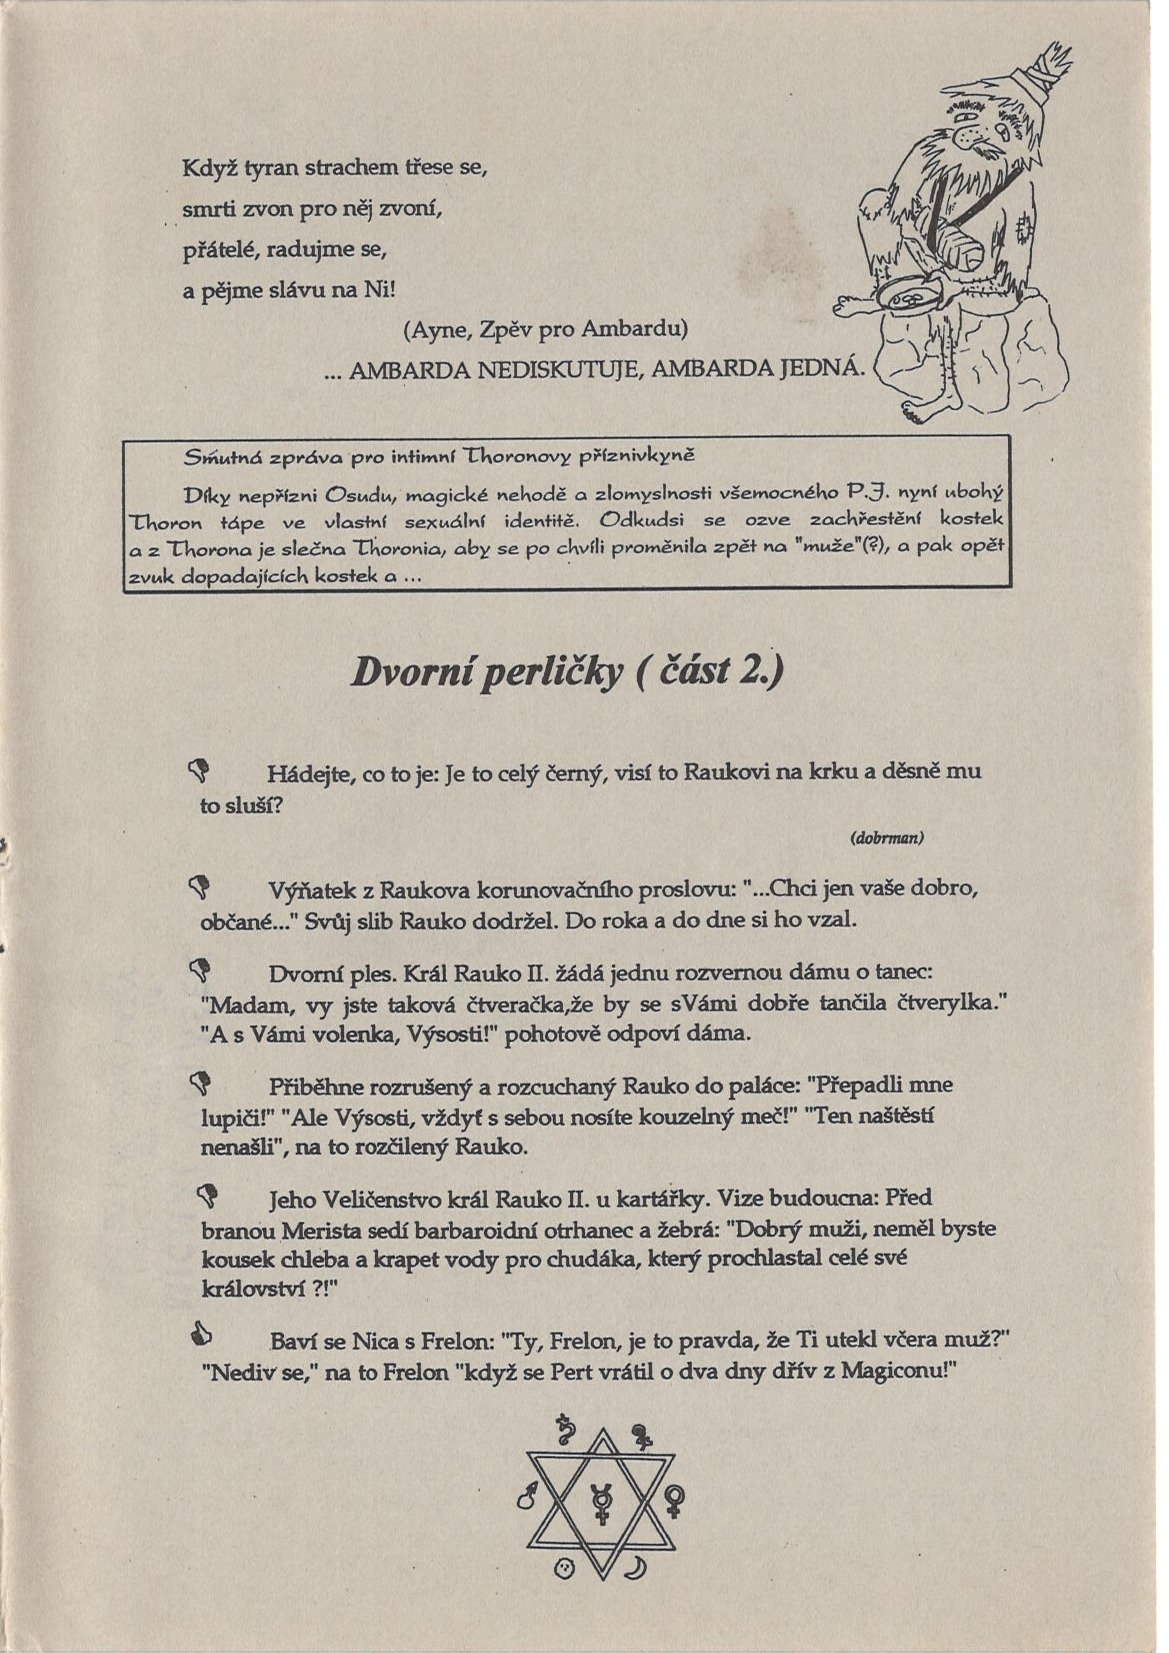 Když tyran strachem třese se,
smrti zvon pro něj zvoní,
přátelé, radujme se,
a pějme slávu na Ni!
(Ayne, Zpěv pro Ambardu)
... AMBARDA NEDISKUTUJE, AMBARDA JEDNÁ.
Smutná zpráva pro intimní Thoronovy příznivkyně
Díky nepřízni Osudu, magické nehodě a zlomyslnosti všemocného P.J. nyní ubohý
Thoron tápe ve vlastní sexuální identitě. Odkudsi se ozve zachřestění kostek
a z Thorona je slečna Thoronia, aby se po chvíli proměnila zpět na "muže"(?), a pak opět
zvuk dopadajících kostek a ...
Dvorní perličky ( část 2.)
Hádejte, co to je: Je to celý černý, visí to Raukovi na krku a děsně mu
to sluší?
(dobrman)
Výňatek z Raukova korunovačního proslovu: "...Chci jen vaše dobro,
občané..." Svůj slib Rauko dodržel. Do roka a do dne si ho vzal.
Dvorní ples. Král Rauko II. žádá jednu rozvernou dámu o tanec:
"Madam, vy jste taková čtveračka,že by se sVámi dobře tančila čtverylka."
"A s Vámi volenka, Výsosti!" pohotově odpoví dáma.
Přiběhne rozrušený a rozcuchaný Rauko do paláce: "Přepadli mne
lupiči!" "Ale Výsosti, vždyť s sebou nosíte kouzelný meč!" "Ten naštěstí
nenašli", na to rozčilený Rauko.
Jeho Veličenstvo král Rauko II. u kartářky. Vize budoucna: Před
branou Merista sedí barbaroidní otrhanec a žebrá: "Dobrý muži, neměl byste
kousek chleba a krapet vody pro chudáka, který prochlastal celé své
království ?!"
Baví se Nica s Frelon: "Ty, Frelon, je to pravda, že Ti utekl včera muž?"
"Nediv se," na to Frelon "když se Pert vrátil o dva dny dřív z Magiconu!"